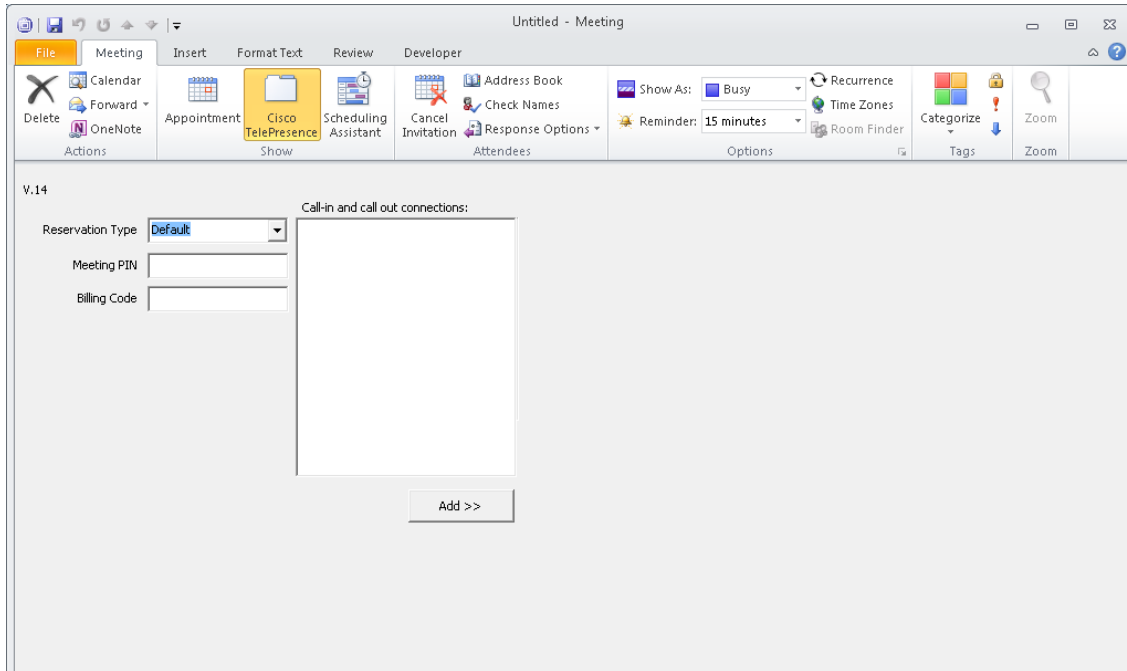 Untitled - Meeting
File Meeting Insert Format Text Review Developer
Delete
Calendar
Forward
OneNote
Actions
Appointment
Cisco TelePresence
Scheduling Assistant
Show
Cancel Invitation
Address Book
Check Names
Response Options
Attendees
Show As: Busy
Reminder: 15 minutes
Recurrence
Time Zones
Room Finder
Options
Categorize
Tags
Zoom
Zoom
V.14
Call-in and call out connections:
Reservation Type Default
Meeting PIN
Billing Code
Add >>